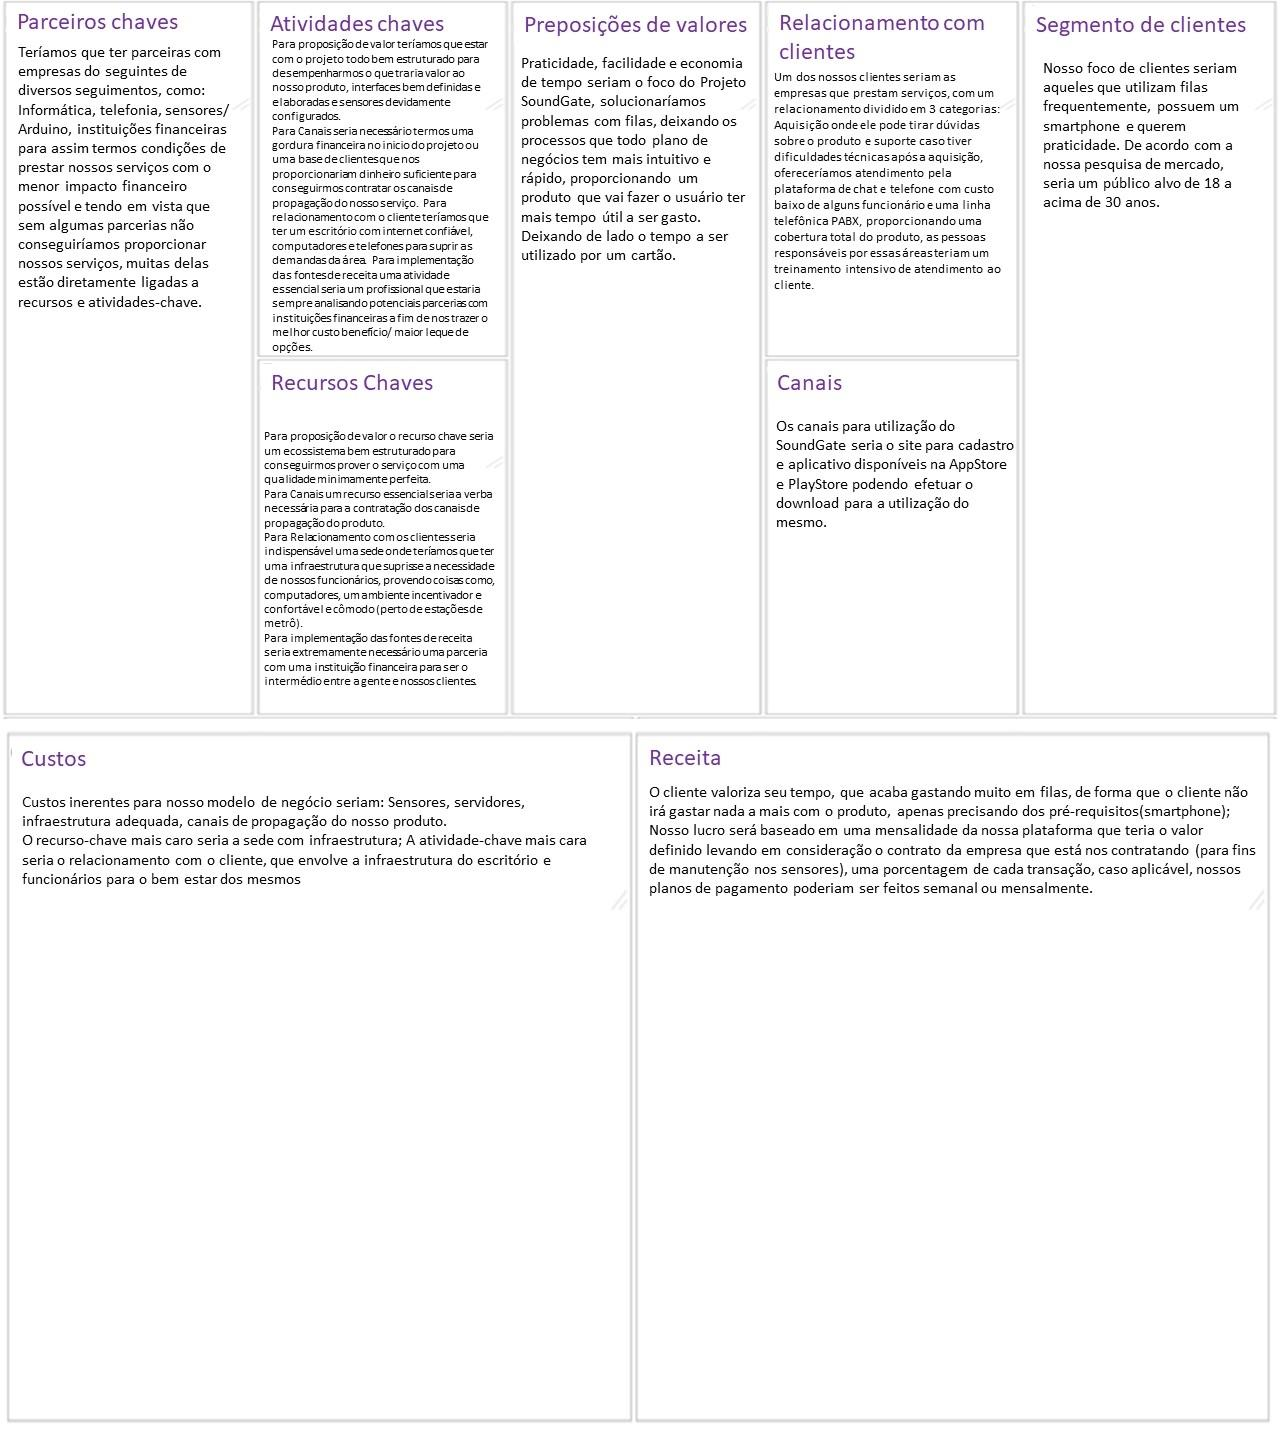 Parceiros chaves
Teríamos que ter parceiras com
empresas do seguintes de
diversos seguimentos, como:
Informática, telefonia, sensores/
Arduino, instituições financeiras
para assim termos condições de
prestar nossos serviços com o
menor impacto financeiro
possível e tendo em vista que
sem algumas parcerias não
conseguiríamos proporcionar
nossos serviços, muitas delas
estão diretamente ligadas a
recursos e atividades-chave.
Atividades chaves
Para proposição de valor teríamos que estar
com o projeto todo bem estruturado para
desempenharmos o que traria valor ao
nosso produto, interfaces bem definidas e
elaboradas e sensores devidamente
configurados.
Para Canais seria necessário termos uma
gordura financeira no inicio do projeto ou
uma base de clientes que nos
proporcionariam dinheiro suficiente para
conseguirmos contratar os canais de
propagação do nosso serviço. Para
relacionamento com o cliente teríamos que
ter um escritório com internet confiável,
computadores e telefones para suprir as
demandas da área. Para implementação
das fontes de receita uma atividade
essencial seria um profissional que estaria
sempre analisando potenciais parcerias com
instituições financeiras a fim de nos trazer o
melhor custo benefício/ maior leque de
opções.
Recursos Chaves
Para proposição de valor o recurso chave seria
um ecossistema bem estruturado para
conseguirmos prover o serviço com uma
qualidade minimamente perfeita.
Para Canais um recurso essencial seria a verba
necessária para a contratação dos canais de
propagação do produto.
Para Relacionamento com os clientes seria
indispensável uma sede onde teríamos que ter
uma infraestrutura que suprisse a necessidade
de nossos funcionários, provendo coisas como,
computadores, um ambiente incentivador e
confortável e cômodo (perto de estações de
metrô).
Para implementação das fontes de receita
seria extremamente necessário uma parceria
com uma instituição financeira para ser o
intermédio entre a gente e nossos clientes.
Preposições de valores
Praticidade, facilidade e economia
de tempo seriam o foco do Projeto
SoundGate, solucionaríamos
problemas com filas, deixando os
processos que todo plano de
negócios tem mais intuitivo e
rápido, proporcionando um
produto que vai fazer o usuário ter
mais tempo útil a ser gasto.
Deixando de lado o tempo a ser
utilizado por um cartão.
Relacionamento com
clientes
Um dos nossos clientes seriam as
empresas que prestam serviços, com um
relacionamento dividido em 3 categorias:
Aquisição onde ele pode tirar dúvidas
sobre o produto e suporte caso tiver
dificuldades técnicas após a aquisição,
ofereceríamos atendimento pela
plataforma de chat e telefone com custo
baixo de alguns funcionário e uma linha
telefônica PABX, proporcionando uma
cobertura total do produto, as pessoas
responsáveis por essas áreas teriam um
treinamento intensivo de atendimento ao
cliente.
Canais
Os canais para utilização do
SoundGate seria o site para cadastro
e aplicativo disponíveis na AppStore
e PlayStore podendo efetuar o
download para a utilização do
mesmo.
Segmento de clientes
Nosso foco de clientes seriam
aqueles que utilizam filas
frequentemente, possuem um
smartphone e querem
praticidade. De acordo com a
nossa pesquisa de mercado,
seria um público alvo de 18 a
acima de 30 anos.
Custos
Custos inerentes para nosso modelo de negócio seriam: Sensores, servidores,
infraestrutura adequada, canais de propagação do nosso produto.
O recurso-chave mais caro seria a sede com infraestrutura; A atividade-chave mais cara
seria o relacionamento com o cliente, que envolve a infraestrutura do escritório e
funcionários para o bem estar dos mesmos
Receita
O cliente valoriza seu tempo, que acaba gastando muito em filas, de forma que o cliente não
irá gastar nada a mais com o produto, apenas precisando dos pré-requisitos(smartphone);
Nosso lucro será baseado em uma mensalidade da nossa plataforma que teria o valor
definido levando em consideração o contrato da empresa que está nos contratando (para fins
de manutenção nos sensores), uma porcentagem de cada transação, caso aplicável, nossos
planos de pagamento poderiam ser feitos semanal ou mensalmente.